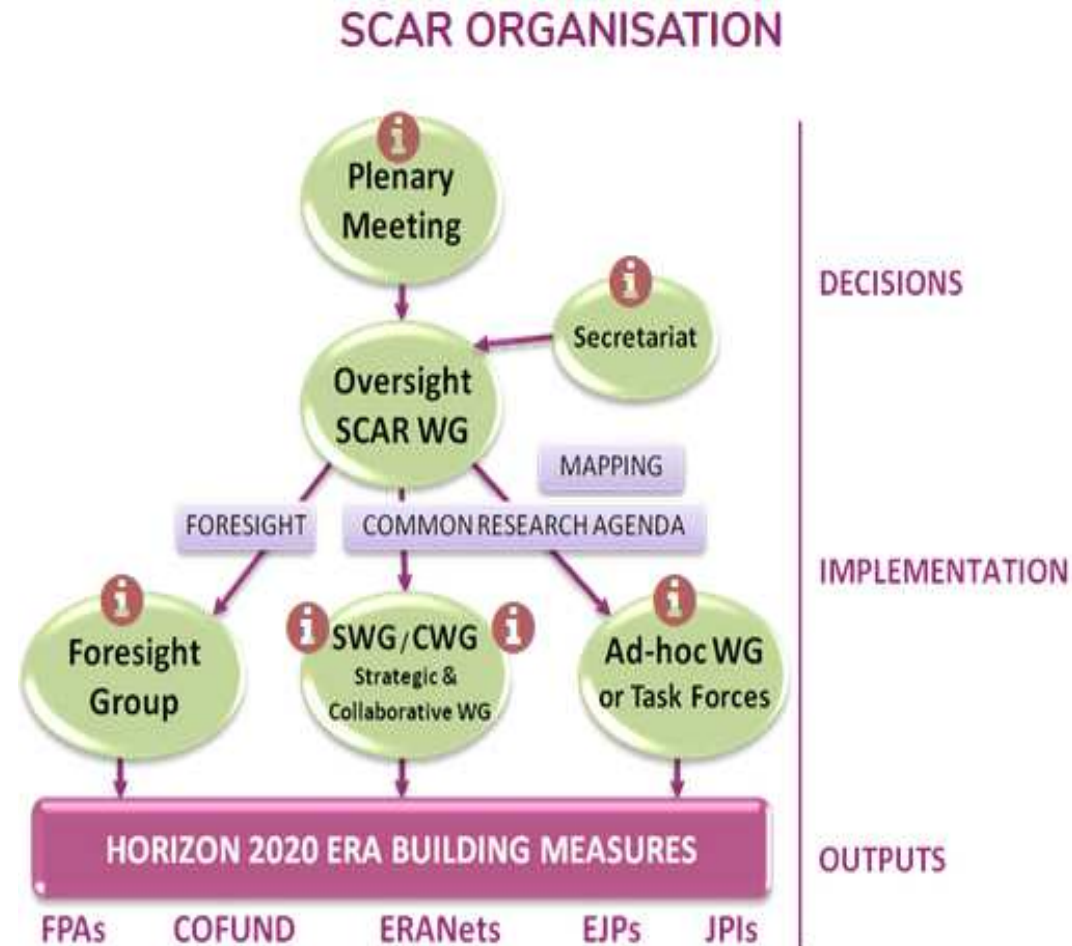 SCAR ORGANISATION
i
Plenary
Meeting
DECISIONS
i
Secretariat
Oversight
SCAR WG
MAPPING
FORESIGHT
COMMON RESEARCH AGENDA
IMPLEMENTATION
i
Foresight
Group
i
SWG/CWG
i
Strategic &
Collaborative WG
i
Ad-hoc WG
or Task Forces
HORIZON 2020 ERA BUILDING MEASURES
OUTPUTS
FPAs COFUND ERANets EJPs JPIs